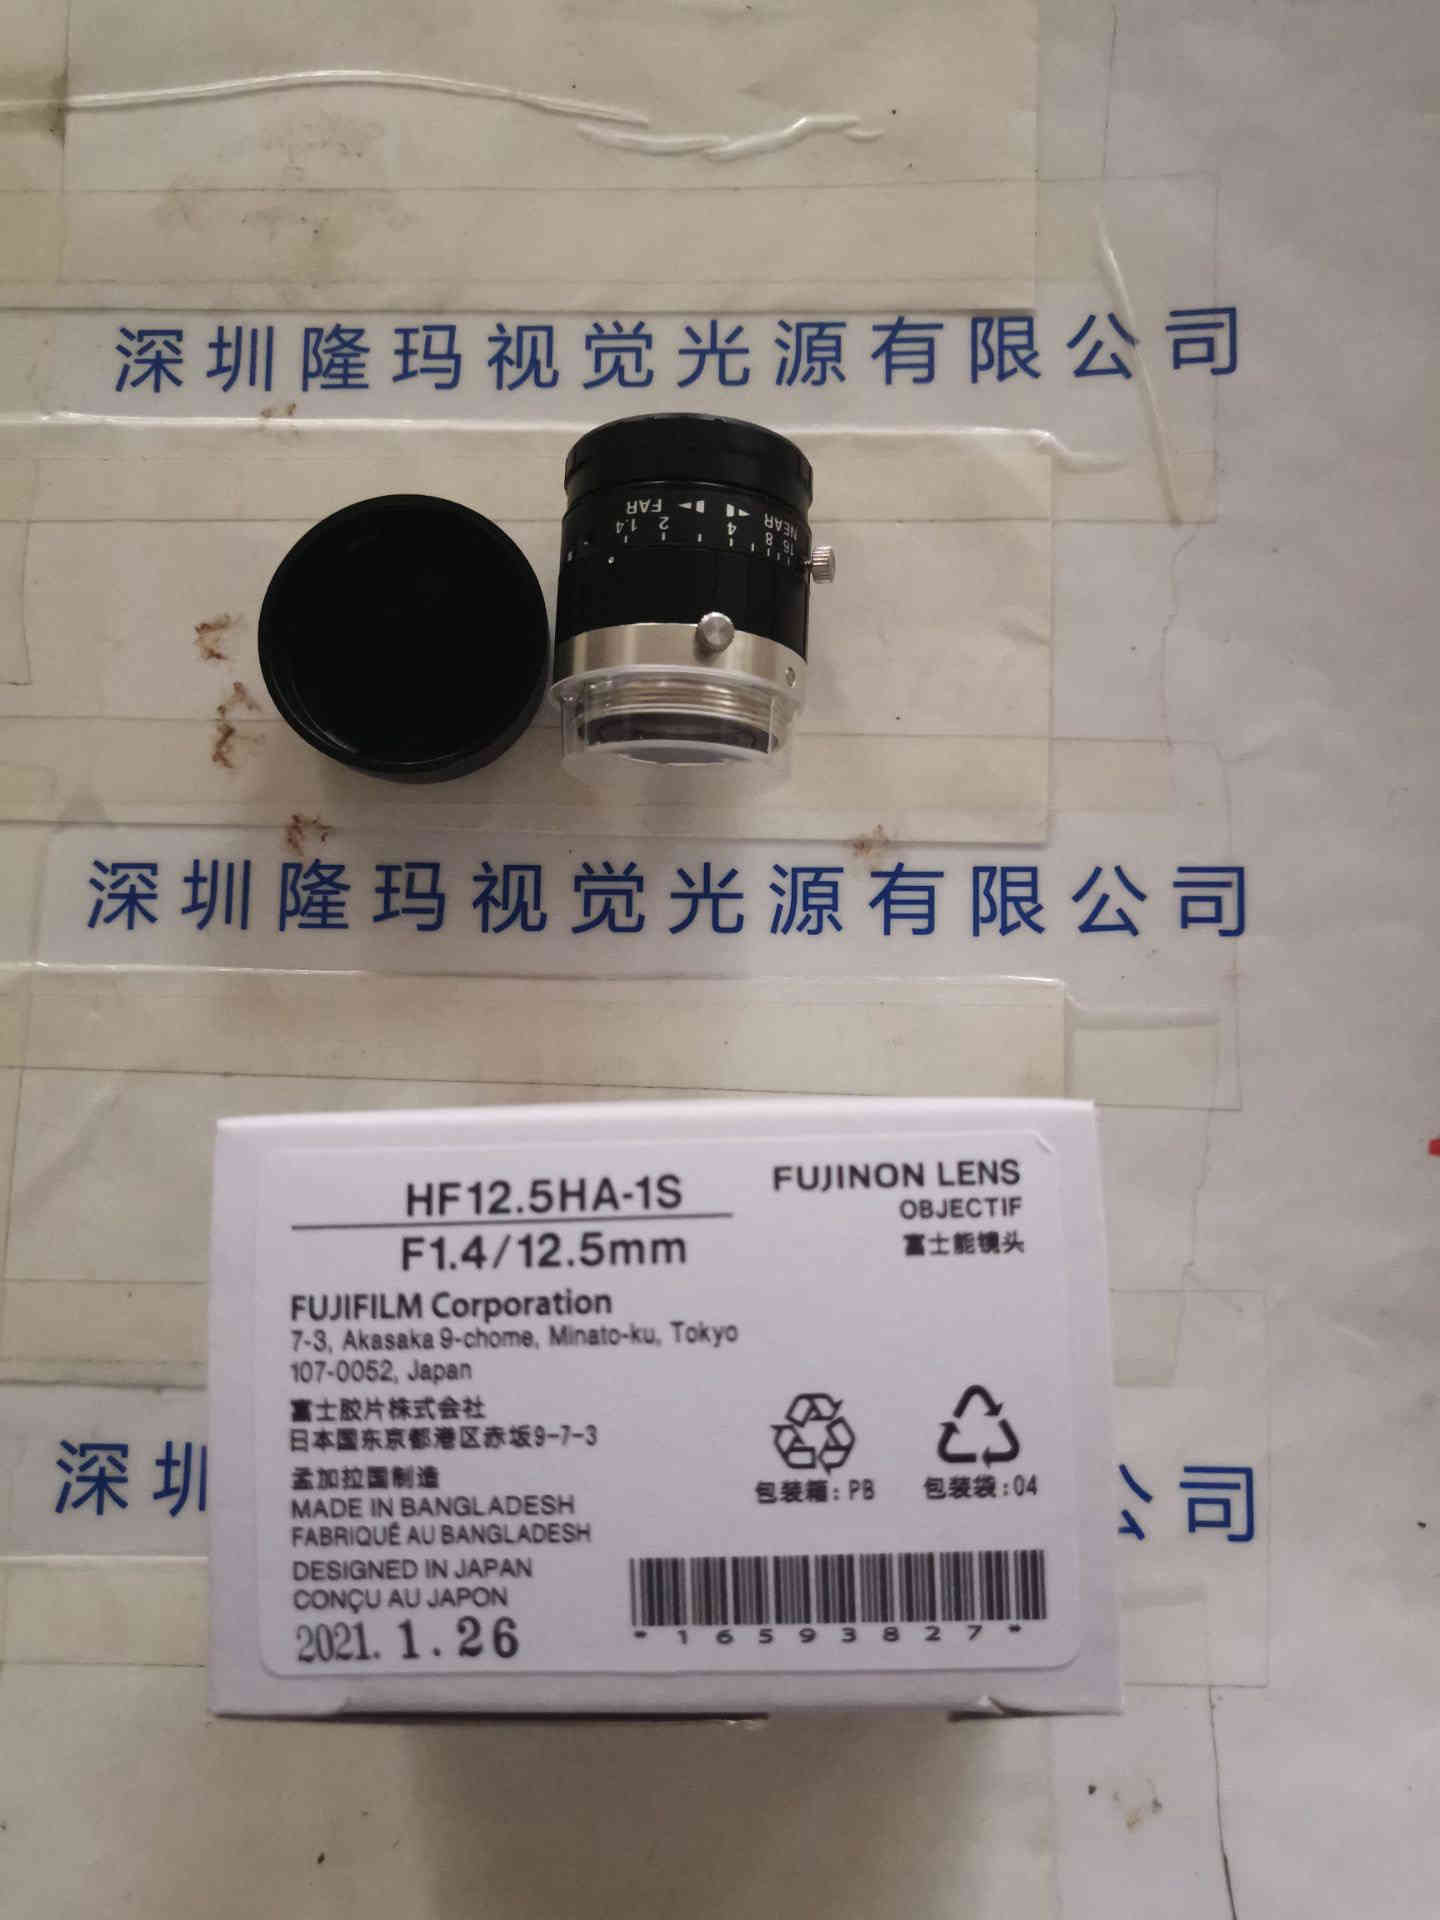 深圳隆玛视觉光源有限公司
FAR NEAR
1.4 2 4 8 16
深圳隆玛视觉光源有限公司
HF12.5HA-1S
F1.4/12.5mm
FUJINON LENS
OBJECTIF
富士能镜头
FUJIFILM Corporation
7-3, Akasaka 9-chome, Minato-ku, Tokyo
107-0052, Japan
富士胶片株式会社
日本国东京都港区赤坂9-7-3
孟加拉国制造
MADE IN BANGLADESH
FABRIQUÉ AU BANGLADESH
DESIGNED IN JAPAN
CONÇU AU JAPON
2021. 1.26
包装箱:PB
包装袋:04
*16593827*
深圳
公司